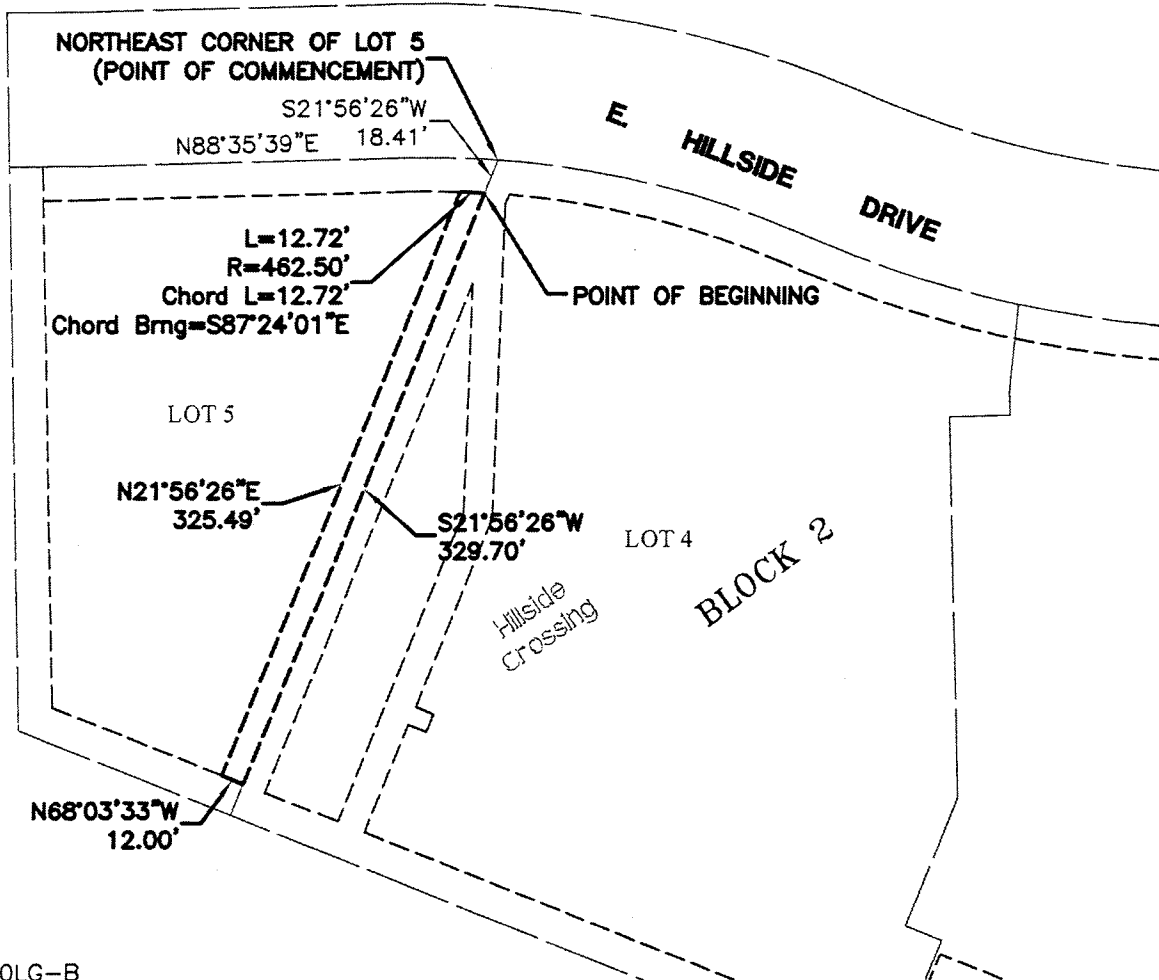 NORTHEAST CORNER OF LOT 5
(POINT OF COMMENCEMENT)
S21°56'26"W
18.41'
N88°35'39"E
E. HILLSIDE DRIVE
L=12.72'
R=462.50'
Chord L=12.72'
Chord Brng=S87°24'01"E
POINT OF BEGINNING
LOT 5
N21°56'26"E
325.49'
S21°56'26"W
329.70'
LOT 4
BLOCK 2
Hillside
Crossing
N68°03'33"W
12.00'
OLG-B